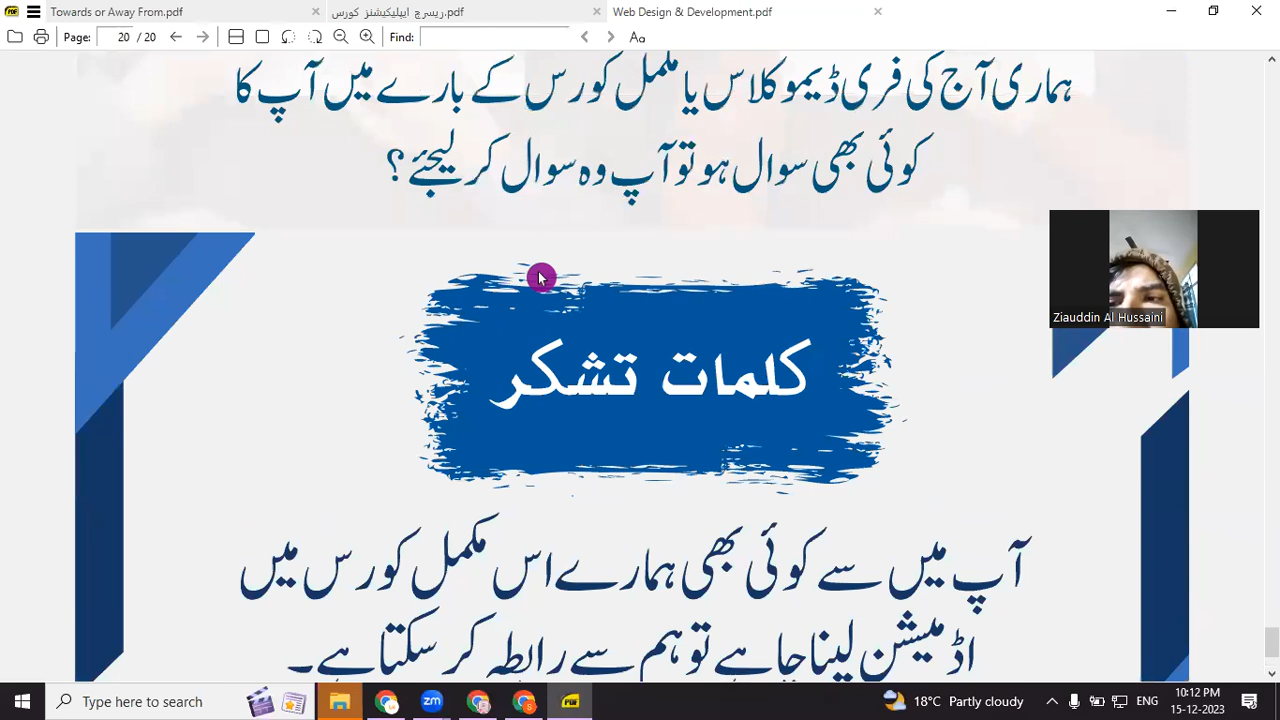 Towards or Away From.pdf
ریسرچ ایپلیکیشنز کورس.pdf
Web Design & Development.pdf
Page: 20 / 20
Find:
Aa
ہماری آج کی فری ڈیمو کلاس یا مکمل کورس کے بارے میں آپ کا
کوئی بھی سوال ہو تو آپ وہ سوال کر لیجئے؟
Ziauddin Al Hussaini
کلمات تشکر
آپ میں سے کوئی بھی ہمارے اس مکمل کورس میں
اڈمیشن لینا چاہے تو ہم سے رابطہ کر سکتا ہے۔
Type here to search
zm
PDF
18°C Partly cloudy
ENG
10:12 PM
15-12-2023